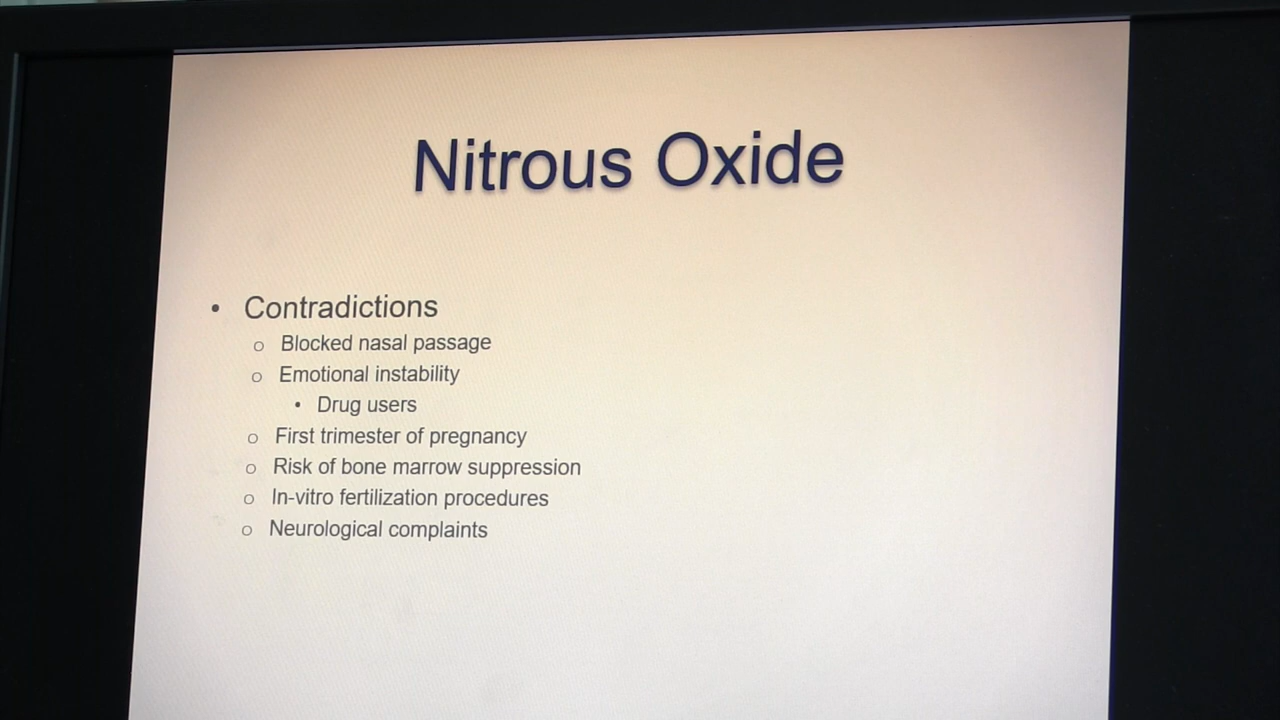 Nitrous Oxide
• Contradictions
o Blocked nasal passage
o Emotional instability
• Drug users
o First trimester of pregnancy
o Risk of bone marrow suppression
o In-vitro fertilization procedures
o Neurological complaints